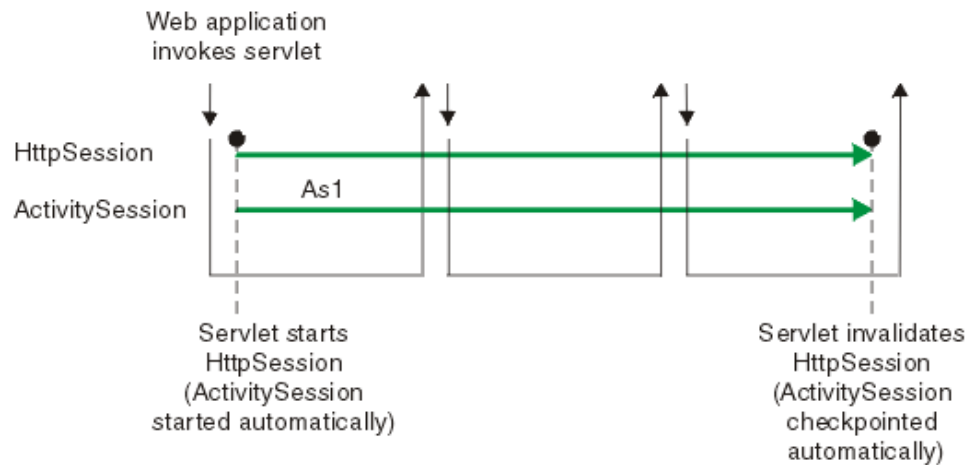 Web application
invokes servlet
HttpSession
As1
ActivitySession
Servlet starts
HttpSession
(ActivitySession
started automatically)
Servlet invalidates
HttpSession
(ActivitySession
checkpointed
automatically)